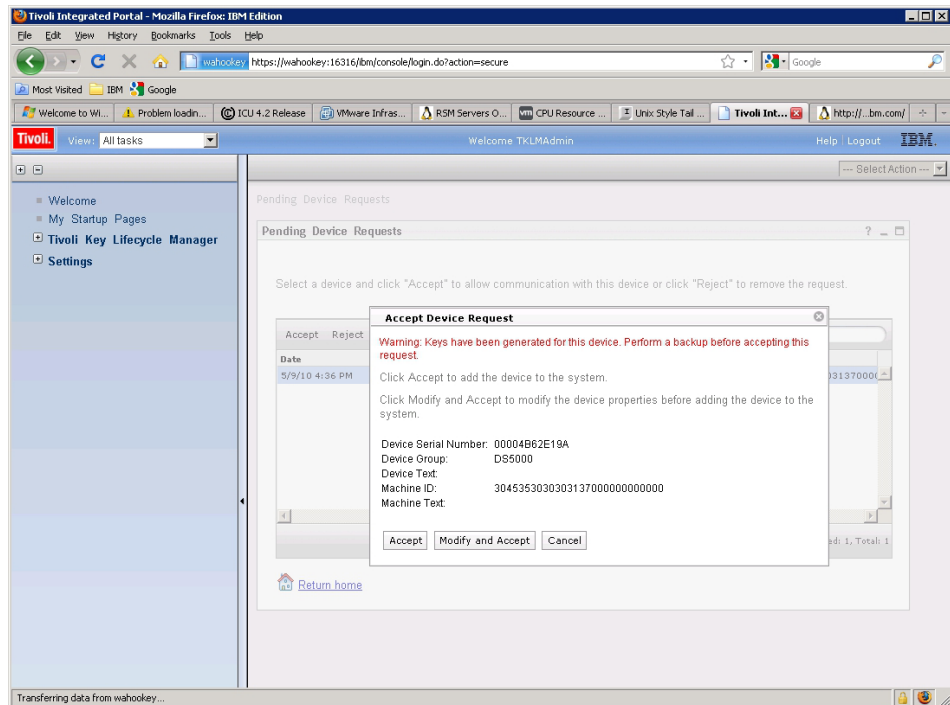 Tivoli Integrated Portal - Mozilla Firefox: IBM Edition
File Edit View History Bookmarks Tools Help
wahookey https://wahookey:16316/ibm/console/login.do?action=secure
Google
Most Visited IBM Google
Welcome to Wi... Problem loadin... ICU 4.2 Release VMware Infras... RSM Servers O... CPU Resource ... Unix Style Tail ... Tivoli Int... http://...bm.com/
Tivoli. View: All tasks Welcome TKLMAdmin Help Logout IBM.
--- Select Action ---
Welcome
My Startup Pages
Tivoli Key Lifecycle Manager
Settings
Pending Device Requests
Pending Device Requests
Select a device and click "Accept" to allow communication with this device or click "Reject" to remove the request.
Accept Reject
Date
5/9/10 4:36 PM
Accept Device Request
Warning: Keys have been generated for this device. Perform a backup before accepting this
request.
Click Accept to add the device to the system.
Click Modify and Accept to modify the device properties before adding the device to the
system.
Device Serial Number: 00004B62E19A
Device Group: DS5000
Device Text:
Machine ID: 3045353030303137000000000000
Machine Text:
Accept Modify and Accept Cancel
ed: 1, Total: 1
Return home
Transferring data from wahookey...